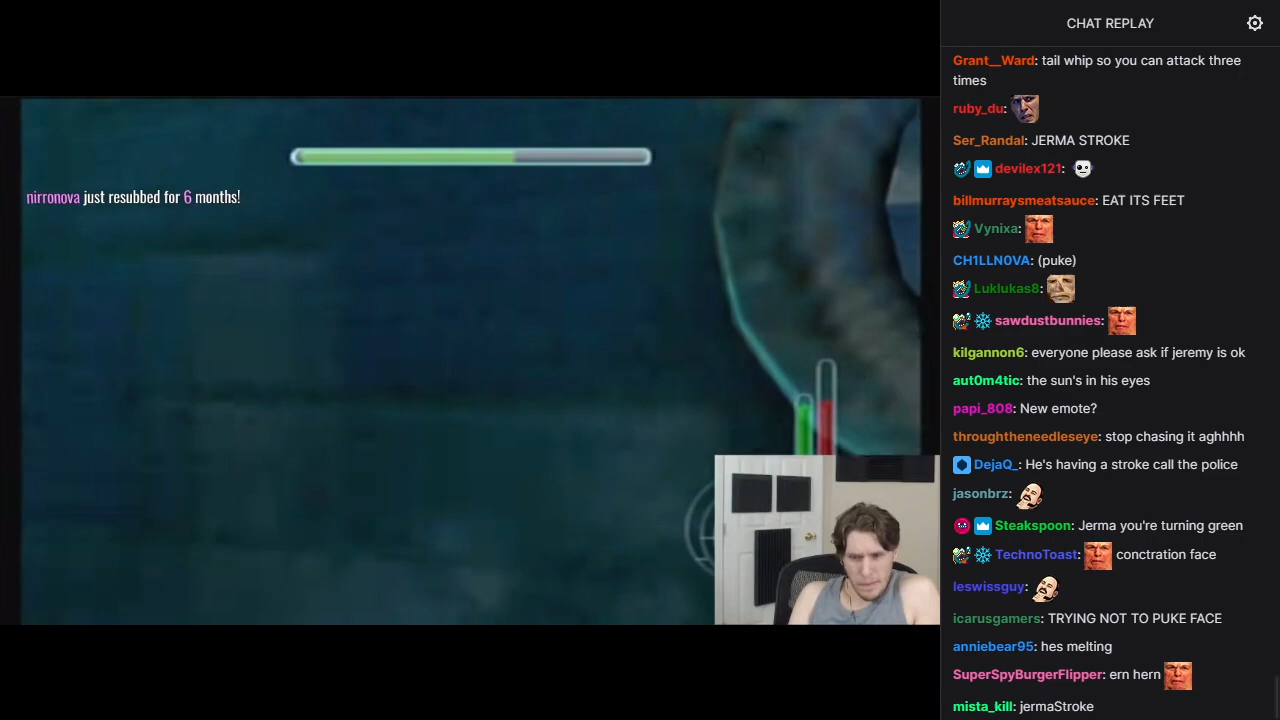 CHAT REPLAY
Grant__Ward: tail whip so you can attack three
times
ruby_du:
Ser_Randal: JERMA STROKE
devilex121:
billmurraysmeatsauce: EAT ITS FEET
Vynixa:
CH1LLN0VA: (puke)
Luklukas8:
sawdustbunnies:
kilgannon6: everyone please ask if jeremy is ok
aut0m4tic: the sun's in his eyes
papi_808: New emote?
throughtheneedleseye: stop chasing it aghhhh
DejaQ_: He's having a stroke call the police
jasonbrz:
Steakspoon: Jerma you're turning green
TechnoToast: conctration face
leswissguy:
icarusgamers: TRYING NOT TO PUKE FACE
anniebear95: hes melting
SuperSpyBurgerFlipper: ern hern
mista_kill: jermaStroke
nirronova just resubbed for 6 months!